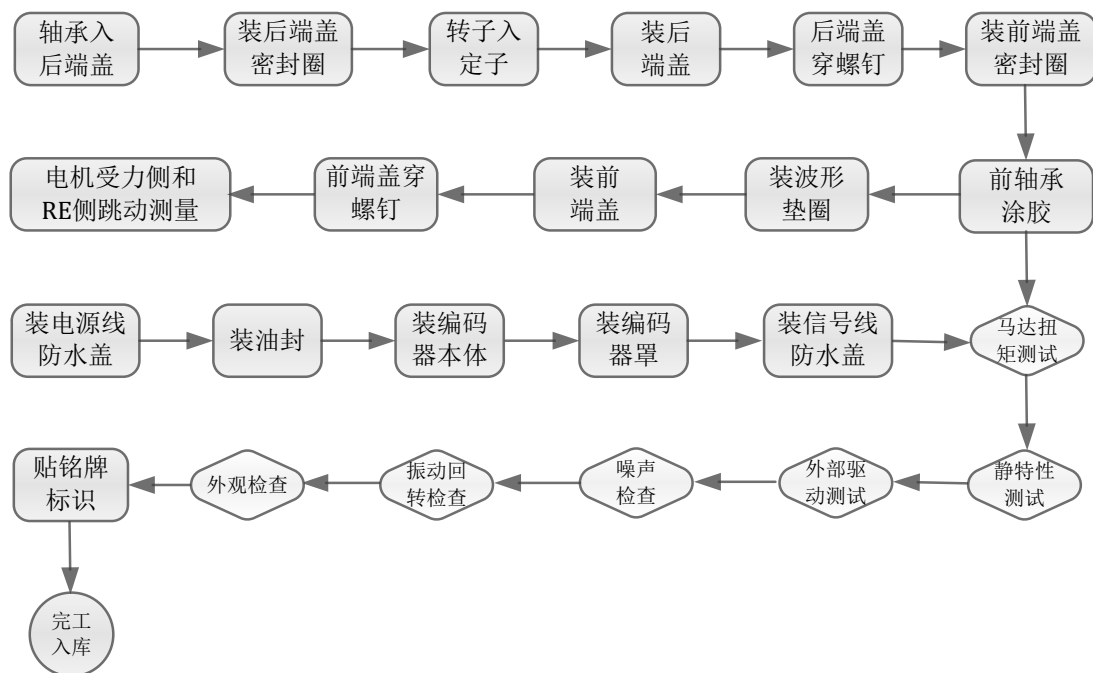 轴承入
后端盖
装后端盖
密封圈
转子入
定子
装后
端盖
后端盖
穿螺钉
装前端盖
密封圈
电机受力侧和
RE侧跳动测量
前端盖穿
螺钉
装前
端盖
装波形
垫圈
前轴承
涂胶
装电源线
防水盖
装油封
装编码
器本体
装编码
器罩
装信号线
防水盖
马达扭
矩测试
贴铭牌
标识
外观检查
振动回
转检查
噪声
检查
外部驱
动测试
静特性
测试
完工
入库